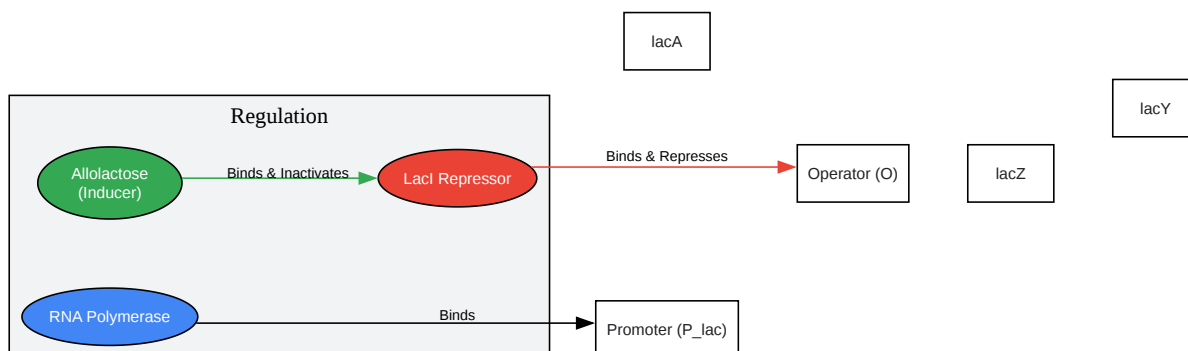 lacA
lacY
Regulation
Allolactose
(Inducer)
Binds & Inactivates
LacI Repressor
Binds & Represses
Operator (O)
lacZ
RNA Polymerase
Binds
Promoter (P_lac)